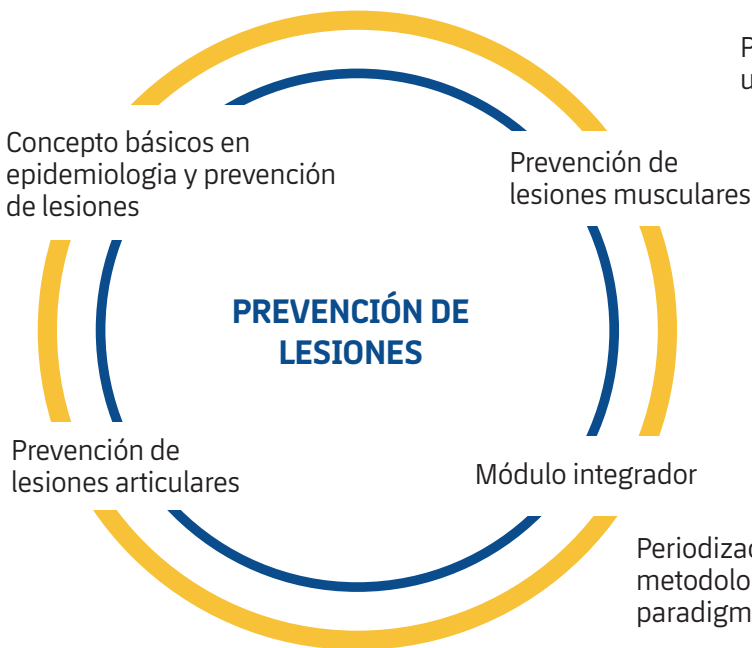 Concepto básicos en
epidemiologia y prevención
de lesiones
Prevención de
lesiones musculares
PREVENCIÓN DE
LESIONES
Prevención de
lesiones articulares
Módulo integrador